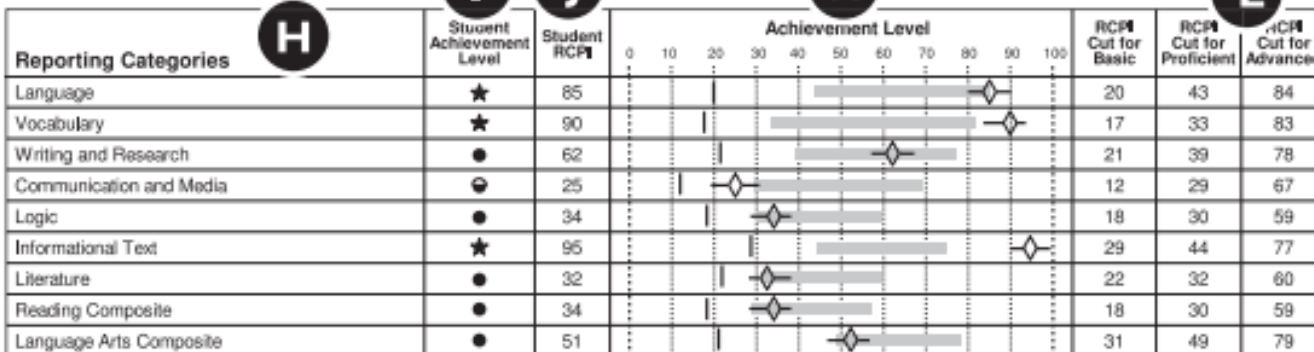 H
Reporting Categories
Student Achievement Level
Student RCPI
Achievement Level
0 10 20 30 40 50 60 70 80 90 100
RCPI Cut for Basic
RCPI Cut for Proficient
Cut for Advance
Language 85 20 43 84
Vocabulary 90 17 33 83
Writing and Research 62 21 39 78
Communication and Media 25 12 29 67
Logic 34 18 30 59
Informational Text 95 29 44 77
Literature 32 22 32 60
Reading Composite 34 18 30 59
Language Arts Composite 51 31 49 79